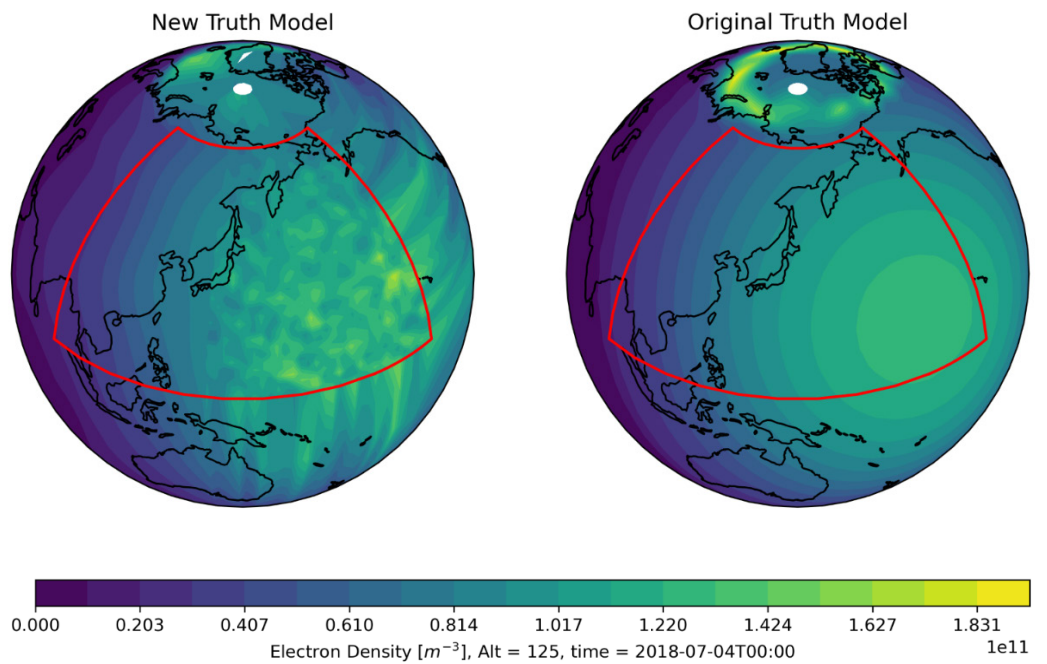 New Truth Model
Original Truth Model
0.000 0.203 0.407 0.610 0.814 1.017 1.220 1.424 1.627 1.831
1e11
Electron Density [m⁻³], Alt = 125, time = 2018-07-04T00:00